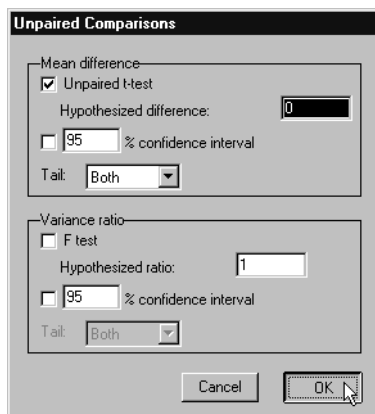 Unpaired Comparisons
Mean difference
Unpaired t-test
Hypothesized difference: 0
95 % confidence interval
Tail: Both
Variance ratio
F test
Hypothesized ratio: 1
95 % confidence interval
Tail: Both
Cancel OK